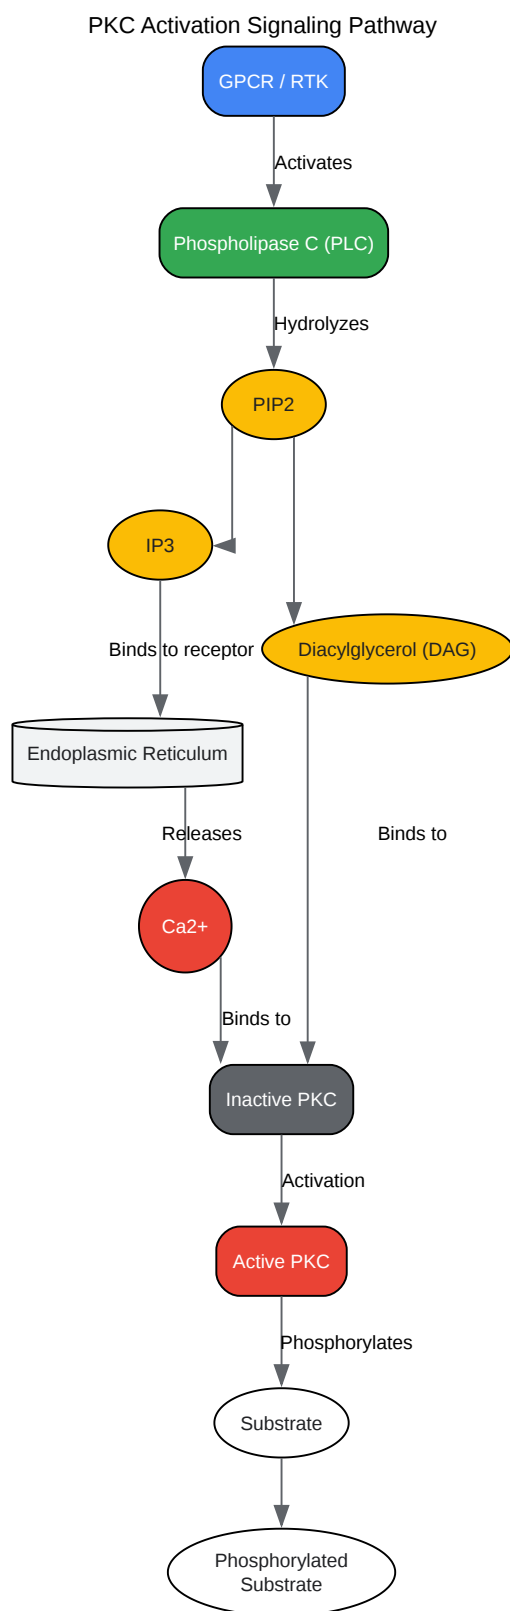 PKC Activation Signaling Pathway
GPCR / RTK
Activates
Phospholipase C (PLC)
Hydrolyzes
PIP2
IP3
Binds to receptor
Diacylglycerol (DAG)
Endoplasmic Reticulum
Releases
Binds to
Ca2+
Binds to
Inactive PKC
Activation
Active PKC
Phosphorylates
Substrate
Phosphorylated
Substrate